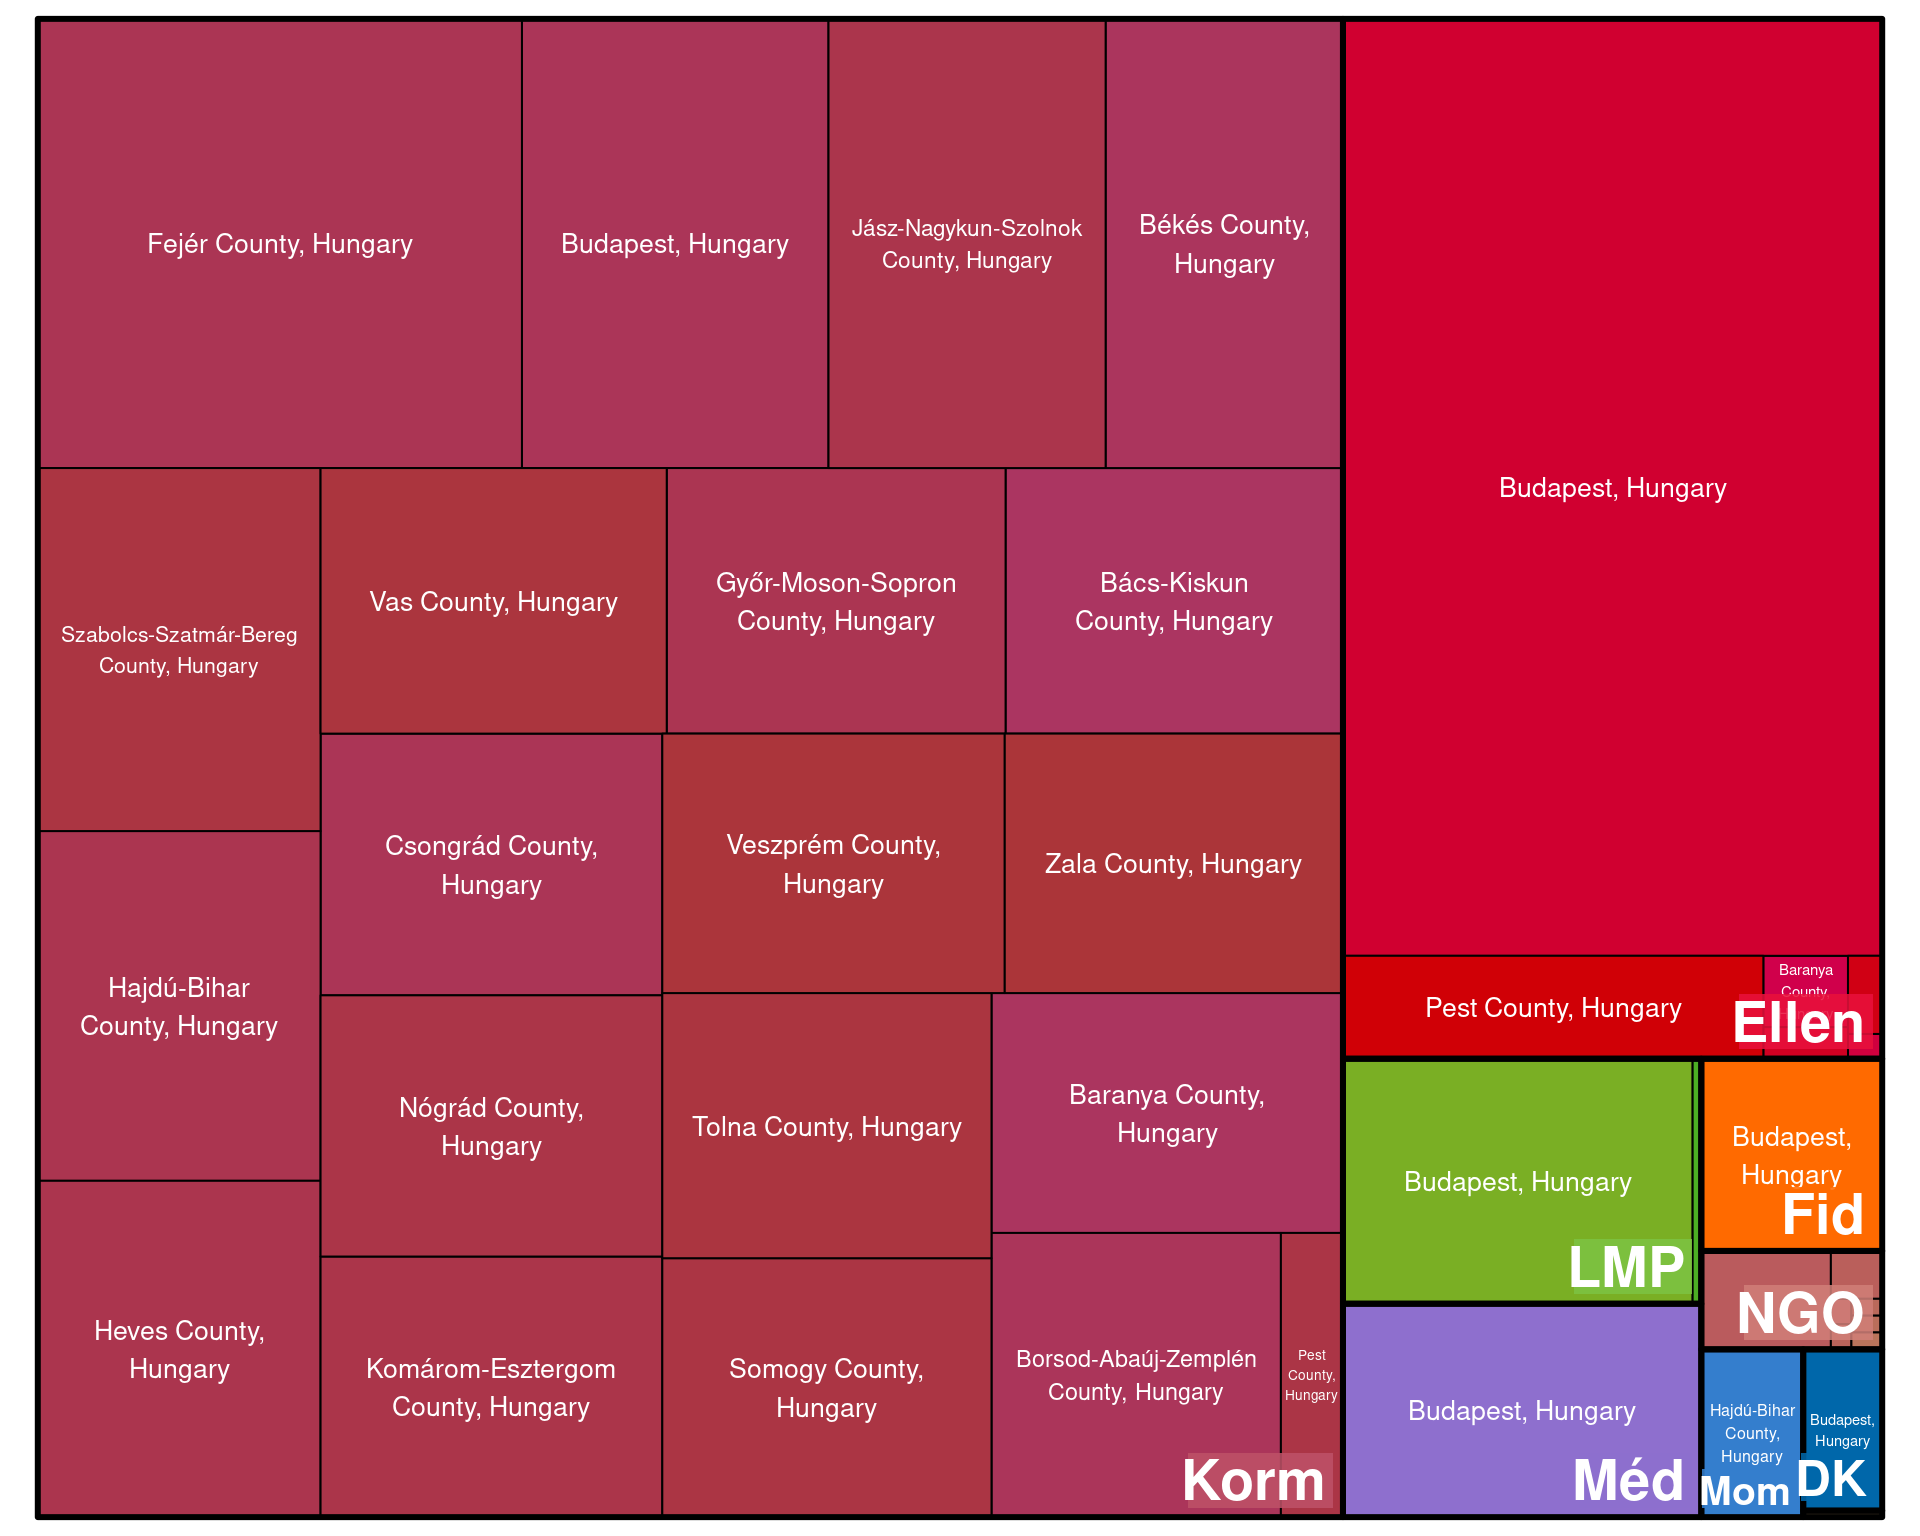 Fejér County, Hungary
Budapest, Hungary
Jász-Nagykun-Szolnok
County, Hungary
Békés County,
Hungary
Szabolcs-Szatmár-Bereg
County, Hungary
Vas County, Hungary
Győr-Moson-Sopron
County, Hungary
Bács-Kiskun
County, Hungary
Hajdú-Bihar
County, Hungary
Csongrád County,
Hungary
Veszprém County,
Hungary
Zala County, Hungary
Heves County,
Hungary
Nógrád County,
Hungary
Komárom-Esztergom
County, Hungary
Tolna County, Hungary
Somogy County,
Hungary
Baranya County,
Hungary
Borsod-Abaúj-Zemplén
County, Hungary
Pest
County,
Hungary
Korm
Budapest, Hungary
Pest County, Hungary
Baranya
County,
Ellen
Budapest, Hungary
LMP
Budapest, Hungary
Méd
Budapest,
Hungary
Fid
NGO
Hajdú-Bihar
County,
Hungary
Mom
Budapest,
Hungary
DK